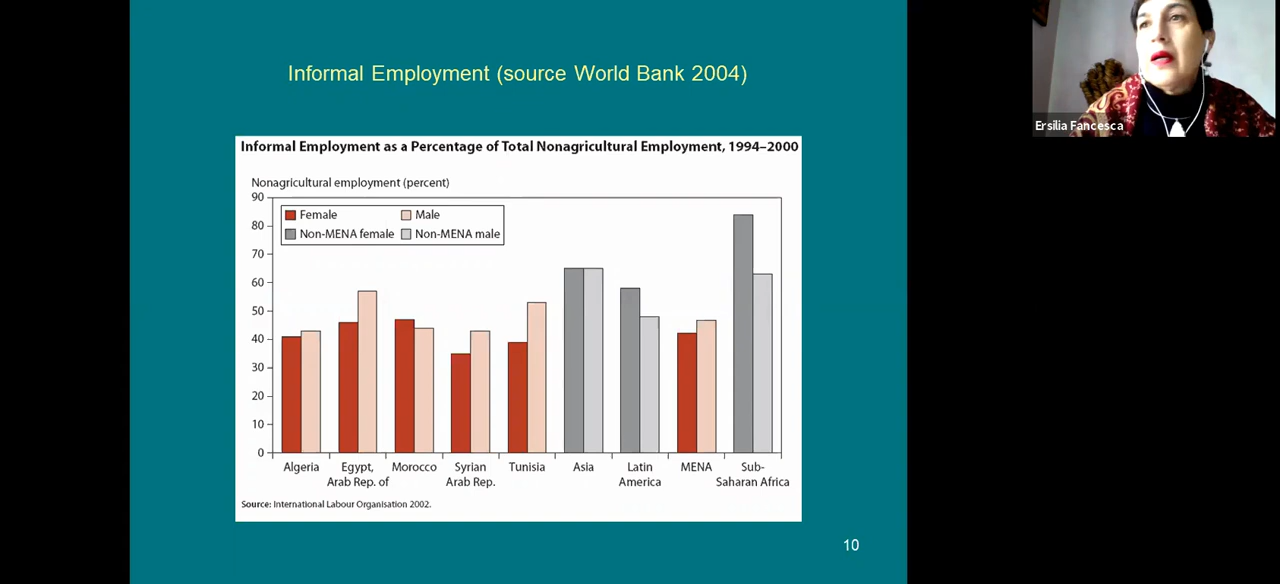 Informal Employment (source World Bank 2004)
Informal Employment as a Percentage of Total Nonagricultural Employment, 1994–2000
Nonagricultural employment (percent)
90
80
70
60
50
40
30
20
10
0
Female
Male
Non-MENA female
Non-MENA male
Algeria
Egypt,
Arab Rep. of
Morocco
Syrian
Arab Rep.
Tunisia
Asia
Latin
America
MENA
Sub-
Saharan Africa
Source: International Labour Organisation 2002.
10
Ersilia Fancesca